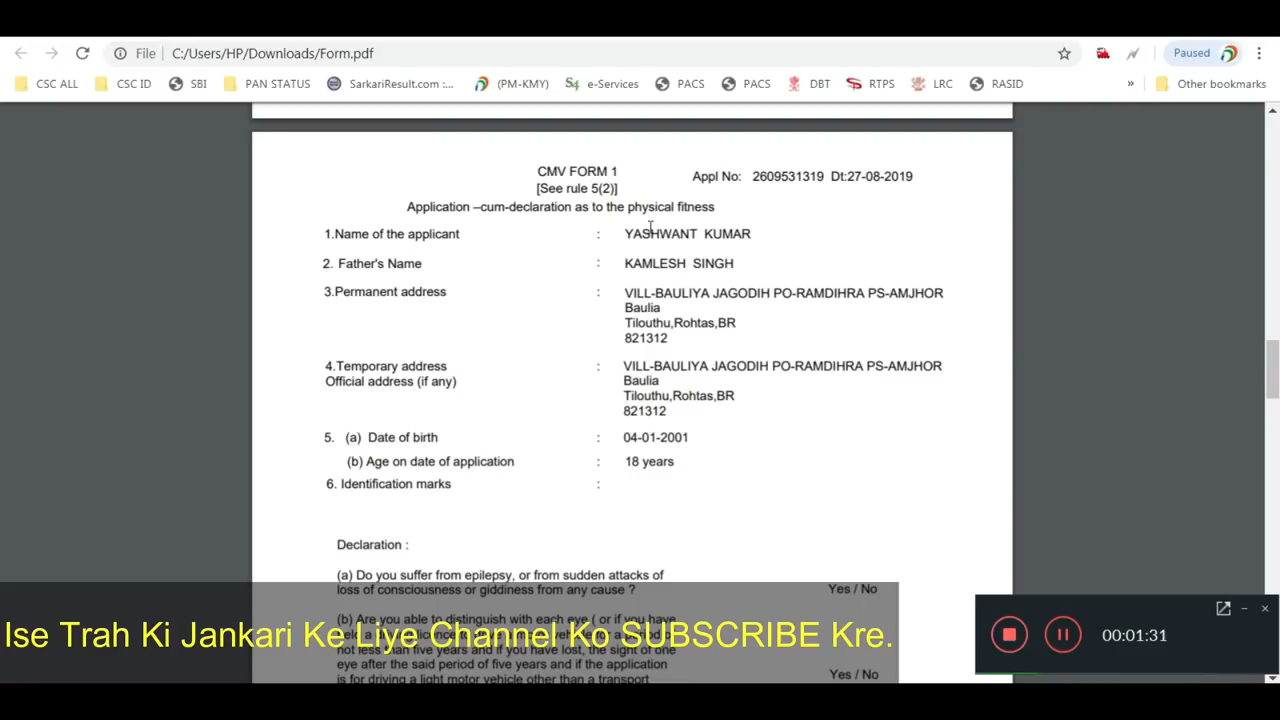 File C:/Users/HP/Downloads/Form.pdf Paused
CSC ALL CSC ID SBI PAN STATUS SarkariResult.com :... (PM-KMY) e-Services PACS PACS DBT RTPS LRC RASID » Other bookmarks
CMV FORM 1
Appl No: 2609531319 Dt:27-08-2019
[See rule 5(2)]
Application –cum-declaration as to the physical fitness
1.Name of the applicant : YASHWANT KUMAR
2. Father's Name : KAMLESH SINGH
3.Permanent address : VILL-BAULIYA JAGODIH PO-RAMDIHRA PS-AMJHOR
Baulia
Tilouthu,Rohtas,BR
821312
4.Temporary address : VILL-BAULIYA JAGODIH PO-RAMDIHRA PS-AMJHOR
Official address (if any) Baulia
Tilouthu,Rohtas,BR
821312
5. (a) Date of birth : 04-01-2001
(b) Age on date of application : 18 years
6. Identification marks :
Declaration :
(a) Do you suffer from epilepsy, or from sudden attacks of
loss of consciousness or giddiness from any cause ? Yes / No
(b) Are you able to distinguish with each eye ( or if you have
held a driving licence to drive a motor vehicle for a period of
not less than five years and if you have lost, the sight of one
eye after the said period of five years and if the application
is for driving a light motor vehicle other than a transport Yes / No
Ise Trah Ki Jankari Ke Liye Channel Ko SUBSCRIBE Kre.
00:01:31